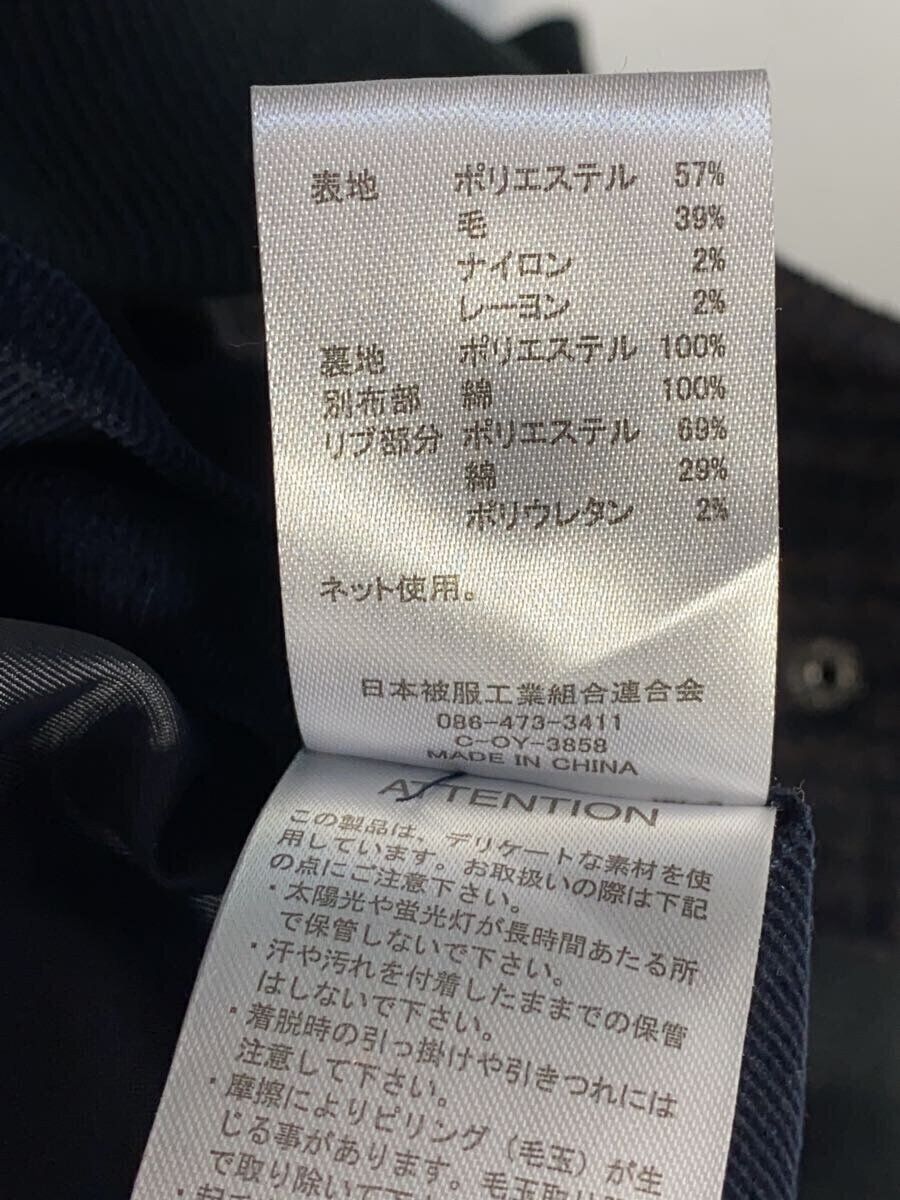 表地 ポリエステル 57%
毛 39%
ナイロン 2%
レーヨン 2%
裏地 ポリエステル 100%
別布部 綿 100%
リブ部分 ポリエステル 69%
綿 29%
ポリウレタン 2%
ネット使用。
日本被服工業組合連合会
086-473-3411
C-OY-3858
MADE IN CHINA
ATTENTION
この製品は、デリケートな素材を使
用しています。お取扱いの際は下記
の点にご注意下さい。
・太陽光や蛍光灯が長時間あたる所
で保管しないで下さい。
・汗や汚れを付着したままでの保管
はしないで下さい。
・着脱時の引っ掛けや引きつれには
注意して下さい。
・摩擦によりピリング（毛玉）が生
じる事があります。毛玉取り
で取り除いて下